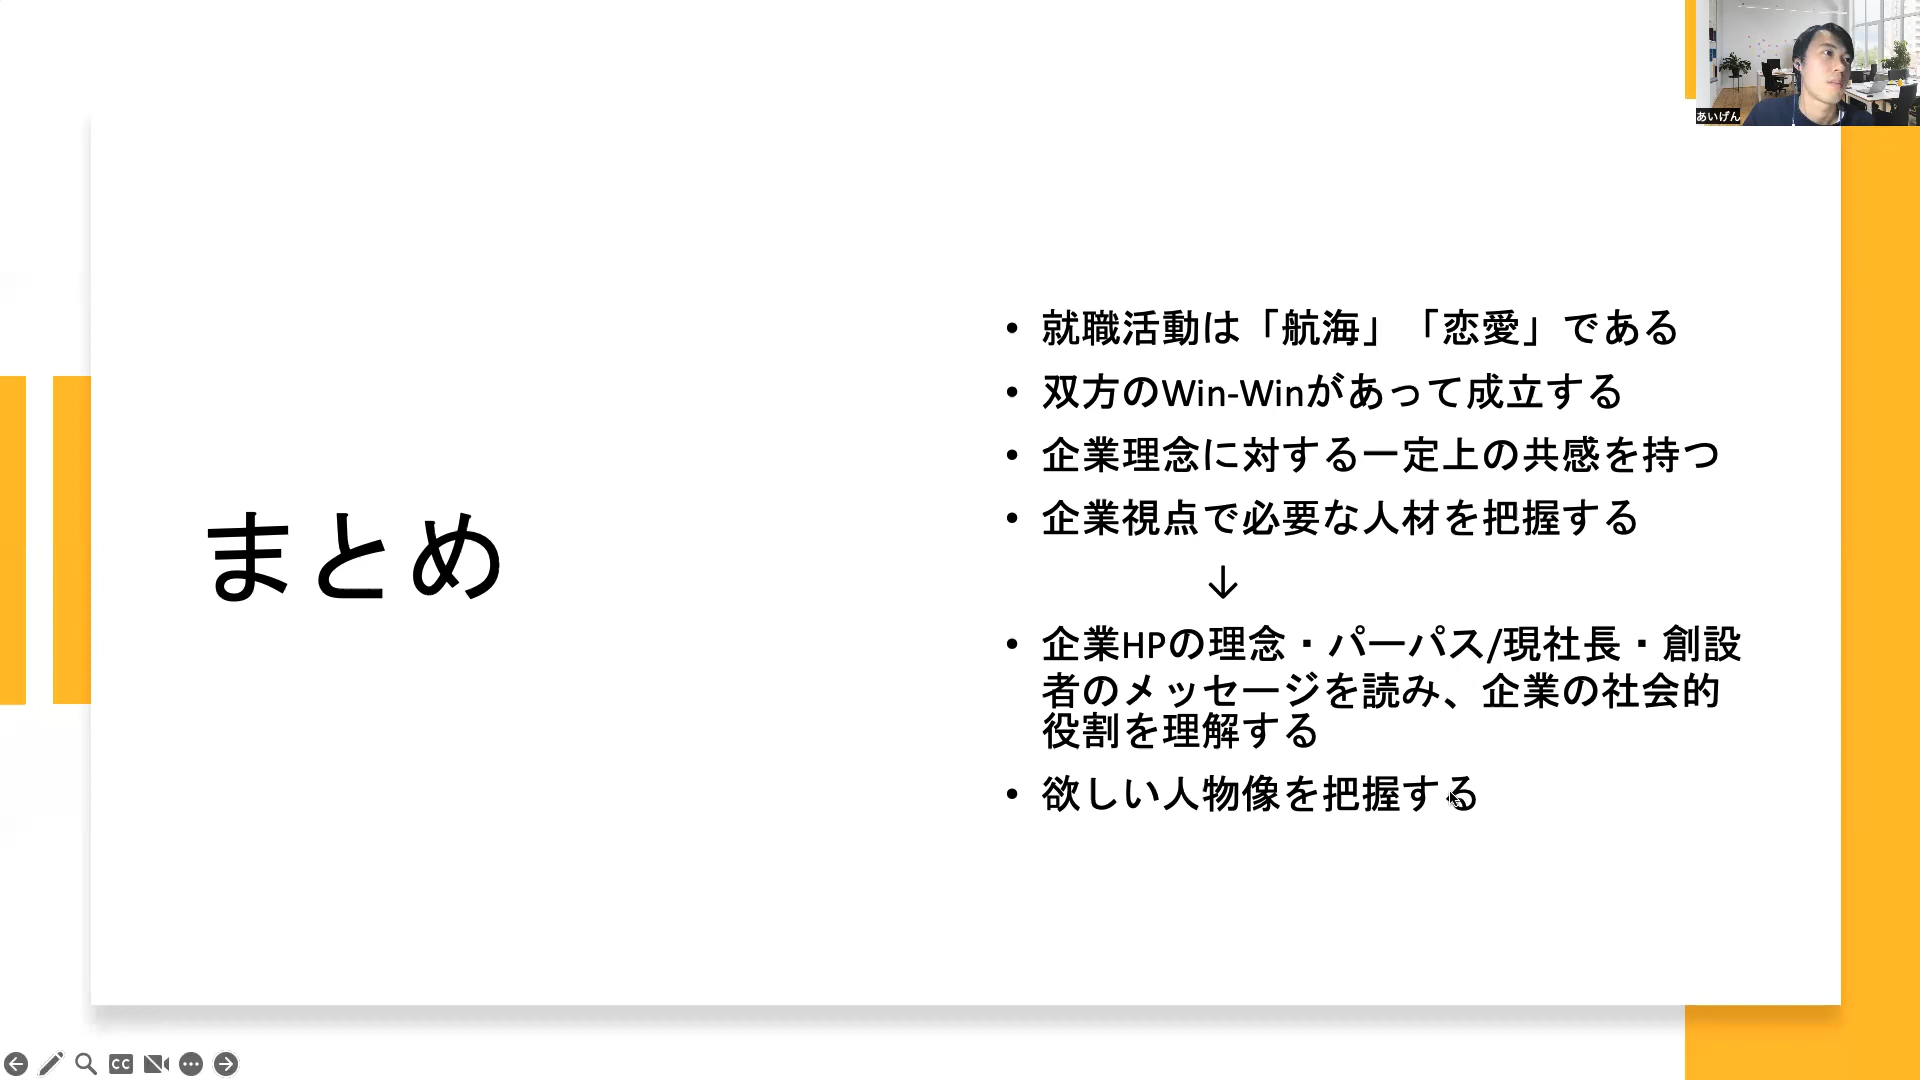 あいげん
まとめ
• 就職活動は「航海」「恋愛」である
• 双方のWin-Winがあって成立する
• 企業理念に対する一定上の共感を持つ
• 企業視点で必要な人材を把握する
↓
• 企業HPの理念・パーパス/現社長・創設
者のメッセージを読み、企業の社会的
役割を理解する
• 欲しい人物像を把握する
CC